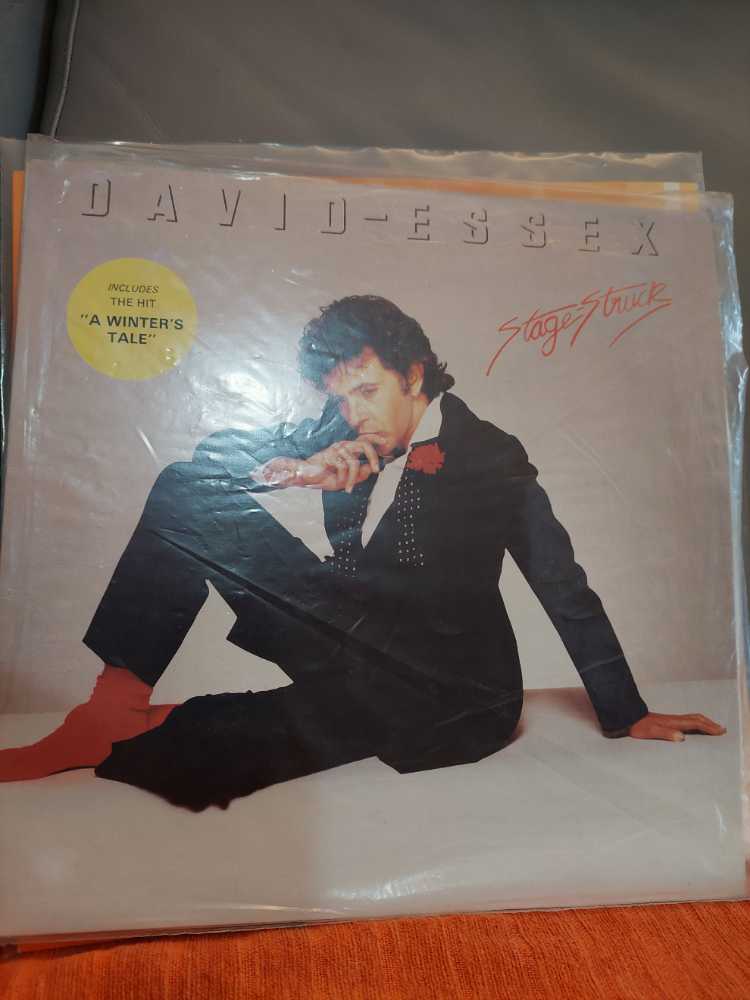 DAVID-ESSEX
INCLUDES
THE HIT
"A WINTER'S
TALE"
Stage-Struck